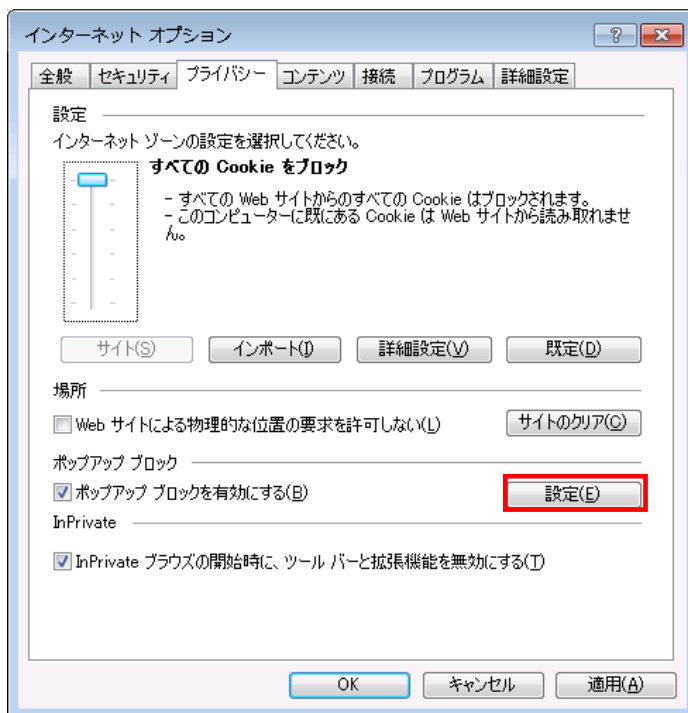 インターネット オプション
全般 セキュリティ プライバシー コンテンツ 接続 プログラム 詳細設定
設定
インターネット ゾーンの設定を選択してください。
すべての Cookie をブロック
- すべての Web サイトからのすべての Cookie はブロックされます。
- このコンピューターに既にある Cookie は Web サイトから読み取れませ
ん。
サイト(S) インポート(I) 詳細設定(V) 既定(D)
場所
Web サイトによる物理的な位置の要求を許可しない(L) サイトのクリア(C)
ポップアップ ブロック
ポップアップ ブロックを有効にする(B) 設定(E)
InPrivate
InPrivate ブラウズの開始時に、ツール バーと拡張機能を無効にする(T)
OK キャンセル 適用(A)